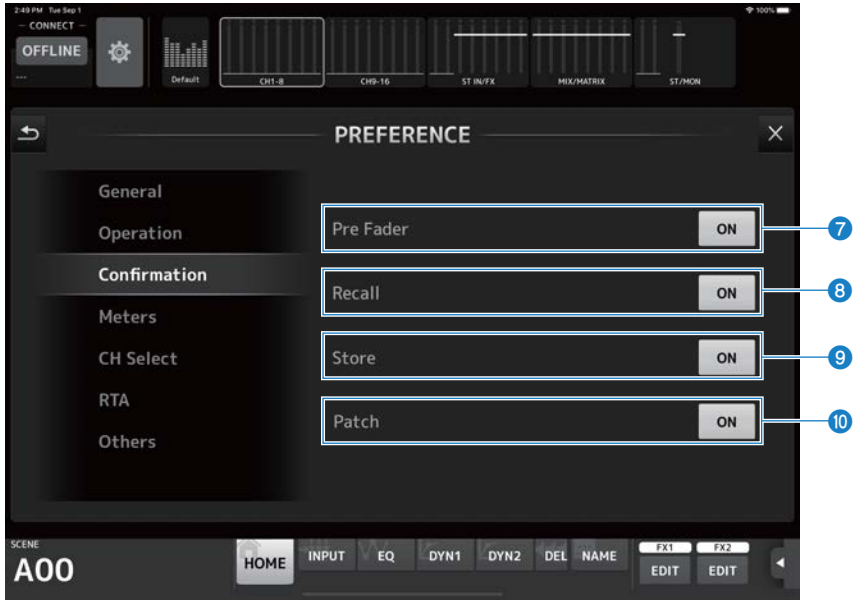 2:49 PM Tue Sep 1
100%
CONNECT
OFFLINE
---
Default
CH1-8
CH9-16
ST IN/FX
MIX/MATRIX
ST/MON
PREFERENCE
General
Operation
Confirmation
Meters
CH Select
RTA
Others
Pre Fader ON 7
Recall ON 8
Store ON 9
Patch ON 10
SCENE
A00
HOME INPUT EQ DYN1 DYN2 DEL NAME
FX1 FX2
EDIT EDIT